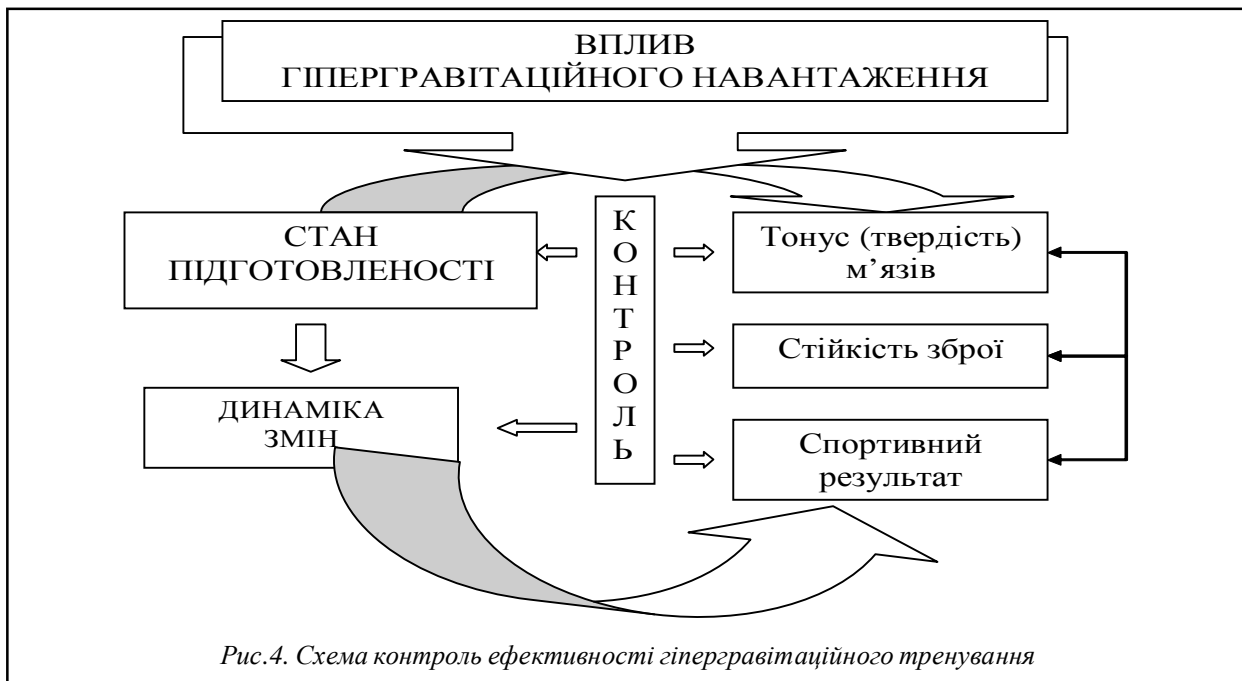 ВПЛИВ
ГІПЕРГРАВІТАЦІЙНОГО НАВАНТАЖЕННЯ
СТАН
ПІДГОТОВЛЕНОСТІ
ДИНАМІКА
ЗМІН
К
О
Н
Т
Р
О
Л
Ь
Тонус (твердість)
м’язів
Стійкість зброї
Спортивний
результат
Рис.4. Схема контроль ефективності гіпергравітаційного тренування